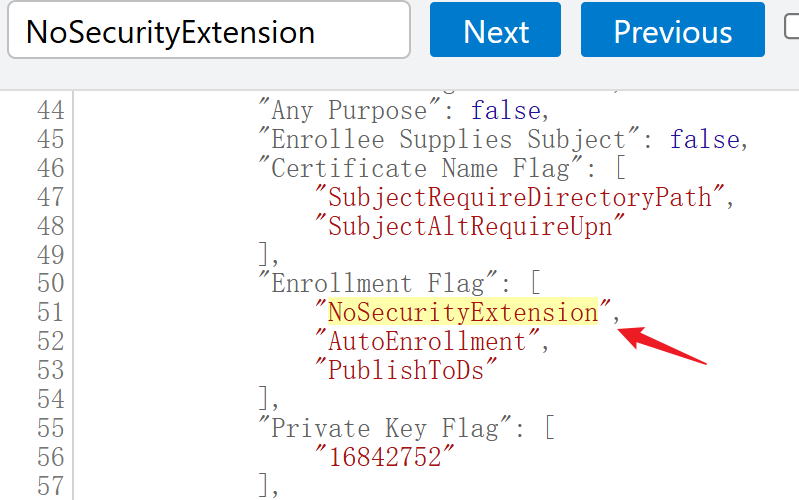 NoSecurityExtension
Next
Previous
44 "Any Purpose": false,
45 "Enrollee Supplies Subject": false,
46 "Certificate Name Flag": [
47 "SubjectRequireDirectoryPath",
48 "SubjectAltRequireUpn"
49 ],
50 "Enrollment Flag": [
51 "NoSecurityExtension",
52 "AutoEnrollment",
53 "PublishToDs"
54 ],
55 "Private Key Flag": [
56 "16842752"
57 ],